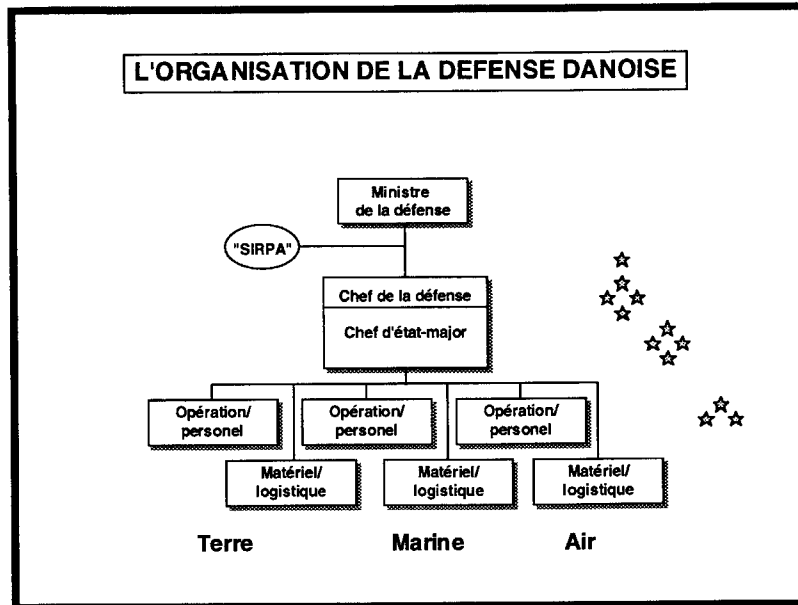 L'ORGANISATION DE LA DEFENSE DANOISE
Ministre
de la défense
"SIRPA"
Chef de la défense
Chef d'état-major
Opération/
personel
Opération/
personel
Opération/
personel
Matériel/
logistique
Matériel/
logistique
Matériel/
logistique
Terre
Marine
Air